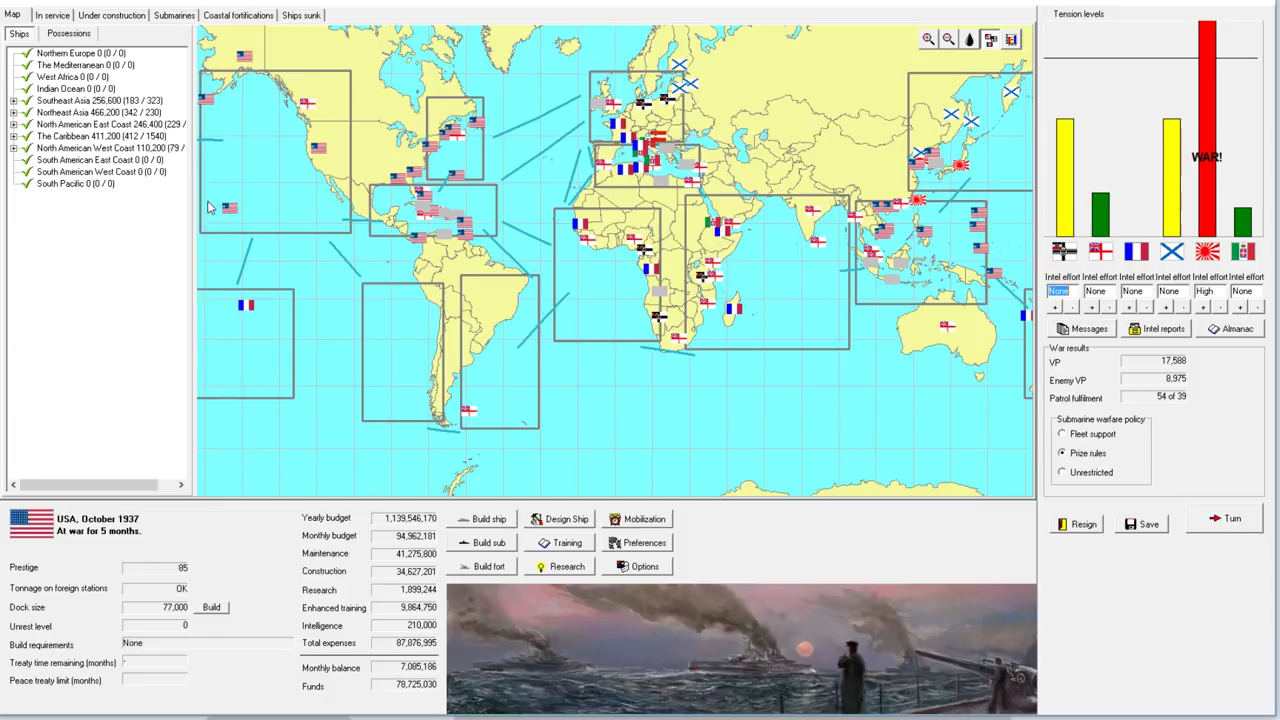 Map In service Under construction Submarines Coastal fortifications Ships sunk
Ships Possessions
Northern Europe 0 (0 / 0)
The Mediterranean 0 (0 / 0)
West Africa 0 (0 / 0)
Indian Ocean 0 (0 / 0)
Southeast Asia 256,600 (183 / 323)
Northeast Asia 466,200 (342 / 230)
North American East Coast 246,400 (229 /
The Caribbean 411,200 (412 / 1540)
North American West Coast 110,200 (79 /
South American East Coast 0 (0 / 0)
South American West Coast 0 (0 / 0)
South Pacific 0 (0 / 0)
Tension levels
WAR!
Intel effort Intel effort Intel effort Intel effort Intel effort Intel effort
None None None None High None
+ - + - + - + - + - + -
Messages Intel reports Almanac
War results
VP 17,588
Enemy VP 8,975
Patrol fulfilment 54 of 39
Submarine warfare policy
Fleet support
Prize rules
Unrestricted
Resign Save Turn
USA, October 1937
At war for 5 months.
Prestige 85
Tonnage on foreign stations OK
Dock size 77,000 Build
Unrest level 0
Build requirements None
Treaty time remaining (months) -
Peace treaty limit (months)
Yearly budget 1,139,546,170
Monthly budget 94,962,181
Maintenance 41,275,800
Construction 34,627,201
Research 1,899,244
Enhanced training 9,864,750
Intelligence 210,000
Total expenses 87,876,995
Monthly balance 7,085,186
Funds 78,725,030
Build ship Design Ship Mobilization
Build sub Training Preferences
Build fort Research Options